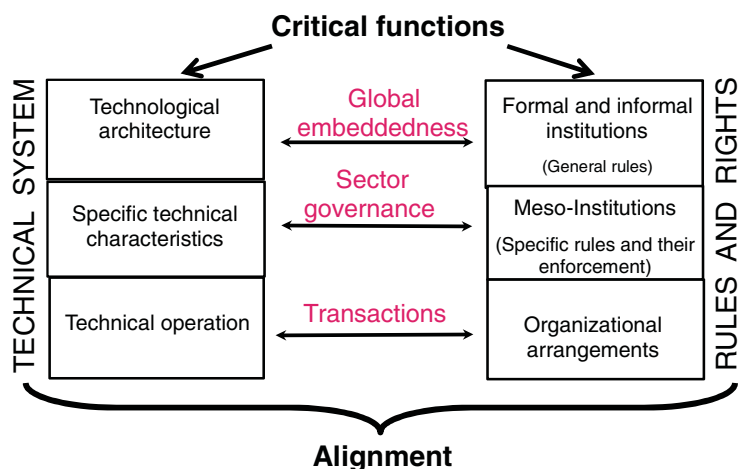 Critical functions
TECHNICAL SYSTEM
Technological
architecture
Global
embeddedness
Formal and informal
institutions
(General rules)
RULES AND RIGHTS
Specific technical
characteristics
Sector
governance
Meso-Institutions
(Specific rules and their
enforcement)
Technical operation
Transactions
Organizational
arrangements
Alignment